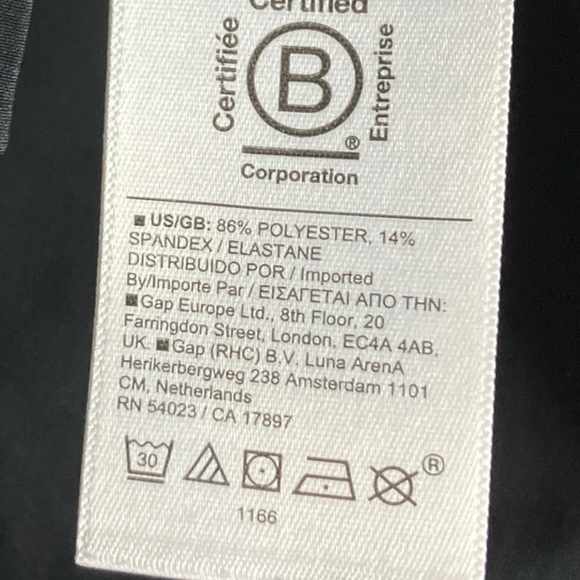 Certified
Certifiée
B
Entreprise
®
Corporation
US/GB: 86% POLYESTER, 14%
SPANDEX / ELASTANE
DISTRIBUIDO POR / Imported
By/Importe Par / ΕΙΣΑΓΕΤΑΙ ΑΠΟ ΤΗΝ:
Gap Europe Ltd., 8th Floor, 20
Farringdon Street, London, EC4A 4AB,
UK. Gap (RHC) B.V. Luna ArenA
Herikerbergweg 238 Amsterdam 1101
CM, Netherlands
RN 54023 / CA 17897
30
®
1166